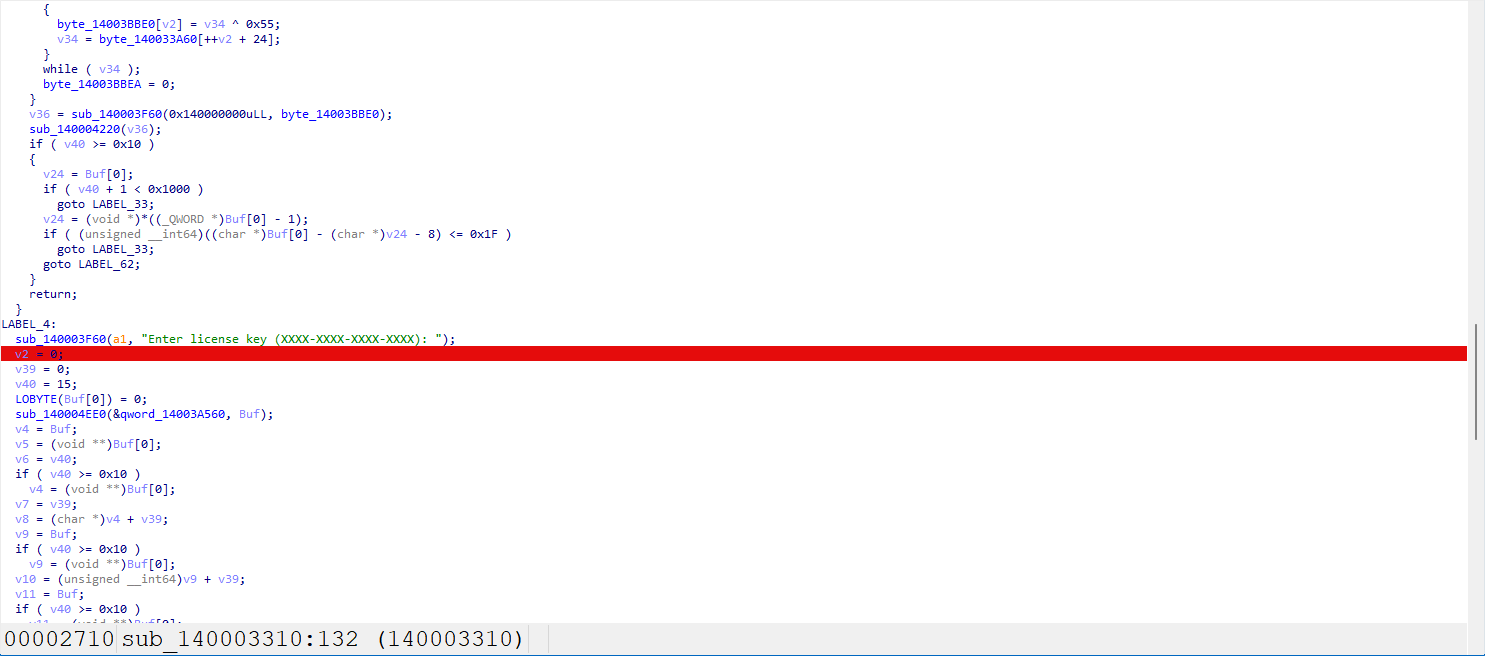 {
byte_14003BBE0[v2] = v34 ^ 0x55;
v34 = byte_140033A60[++v2 + 24];
}
while ( v34 );
byte_14003BBEA = 0;
}
v36 = sub_140003F60(0x140000000uLL, byte_14003BBE0);
sub_140004220(v36);
if ( v40 >= 0x10 )
{
v24 = Buf[0];
if ( v40 + 1 < 0x1000 )
goto LABEL_33;
v24 = (void *)*((_QWORD *)Buf[0] - 1);
if ( (unsigned __int64)((char *)Buf[0] - (char *)v24 - 8) <= 0x1F )
goto LABEL_33;
goto LABEL_62;
}
return;
}
LABEL_4:
sub_140003F60(a1, "Enter license key (XXXX-XXXX-XXXX-XXXX): ");
v2 = 0;
v39 = 0;
v40 = 15;
LOBYTE(Buf[0]) = 0;
sub_140004EE0(&qword_14003A560, Buf);
v4 = Buf;
v5 = (void **)Buf[0];
v6 = v40;
if ( v40 >= 0x10 )
v4 = (void **)Buf[0];
v7 = v39;
v8 = (char *)v4 + v39;
v9 = Buf;
if ( v40 >= 0x10 )
v9 = (void **)Buf[0];
v10 = (unsigned __int64)v9 + v39;
v11 = Buf;
if ( v40 >= 0x10 )
00002710 sub_140003310:132 (140003310)